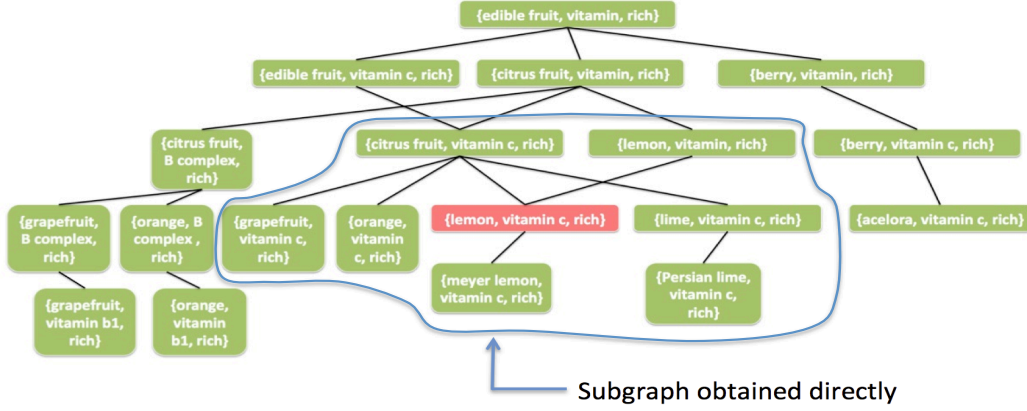 {edible fruit, vitamin, rich}
{edible fruit, vitamin c, rich}
{citrus fruit, vitamin, rich}
{berry, vitamin, rich}
{citrus fruit,
B complex,
rich}
{citrus fruit, vitamin c, rich}
{lemon, vitamin, rich}
{berry, vitamin c, rich}
{grapefruit,
B complex,
rich}
{orange, B
complex ,
rich}
{grapefruit,
vitamin c,
rich}
{orange,
vitamin
c, rich}
{lemon, vitamin c, rich}
{lime, vitamin c, rich}
{acelora, vitamin c, rich}
{grapefruit,
vitamin b1,
rich}
{orange,
vitamin
b1, rich}
{meyer lemon,
vitamin c, rich}
{Persian lime,
vitamin c,
rich}
Subgraph obtained directly